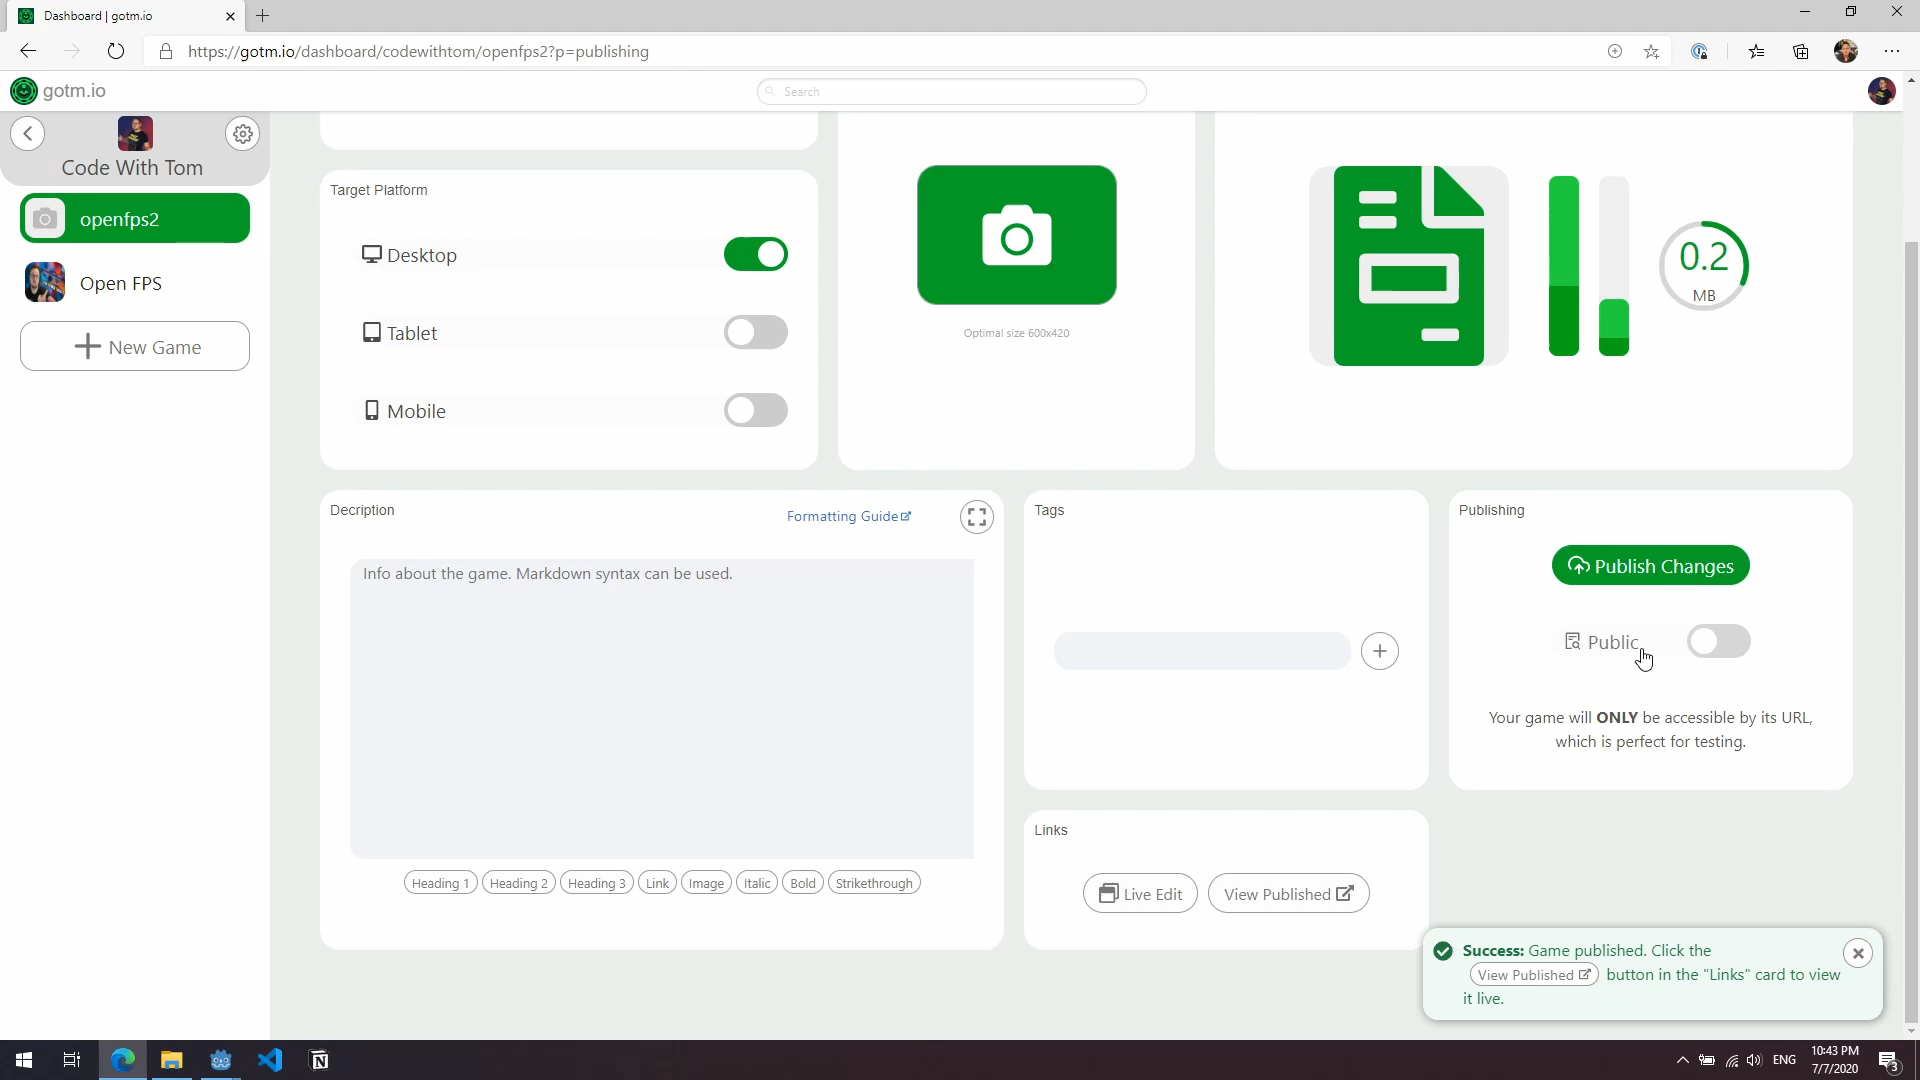 Dashboard | gotm.io
https://gotm.io/dashboard/codewithtom/openfps2?p=publishing
gotm.io
Search
Code With Tom
openfps2
Open FPS
New Game
Target Platform
Desktop
Tablet
Mobile
Optimal size 600x420
0.2
MB
Decription
Formatting Guide
Info about the game. Markdown syntax can be used.
Heading 1
Heading 2
Heading 3
Link
Image
Italic
Bold
Strikethrough
Tags
Links
Live Edit
View Published
Publishing
Publish Changes
Public
Your game will ONLY be accessible by its URL,
which is perfect for testing.
Success: Game published. Click the
View Published button in the "Links" card to view
it live.
ENG
10:43 PM
7/7/2020
3